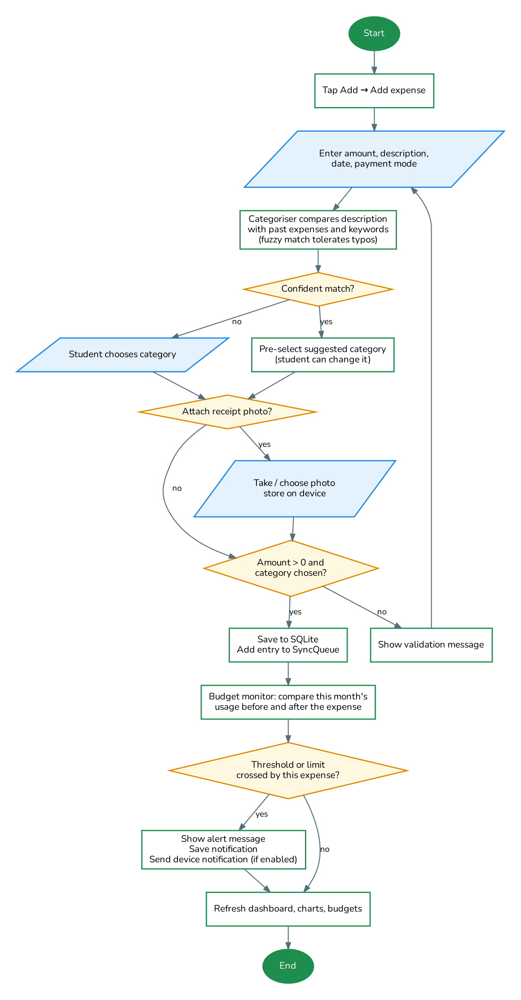 Start
Tap Add → Add expense
Enter amount, description,
date, payment mode
Categoriser compares description
with past expenses and keywords
(fuzzy match tolerates typos)
Confident match?
no
yes
Student chooses category
Pre-select suggested category
(student can change it)
Attach receipt photo?
yes
no
Take / choose photo
store on device
Amount > 0 and
category chosen?
yes
no
Save to SQLite
Add entry to SyncQueue
Show validation message
Budget monitor: compare this month's
usage before and after the expense
Threshold or limit
crossed by this expense?
yes
no
Show alert message
Save notification
Send device notification (if enabled)
Refresh dashboard, charts, budgets
End